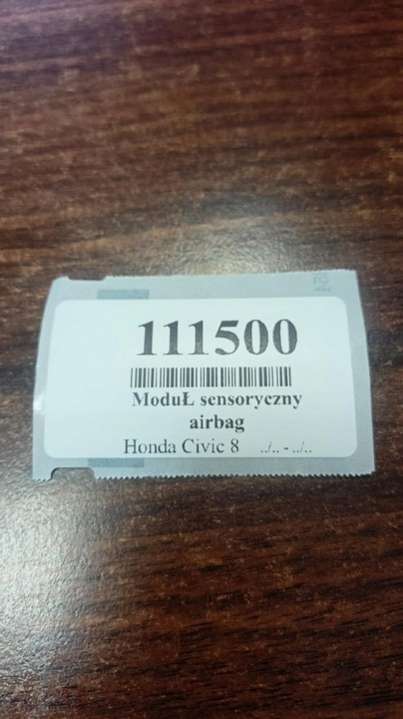 111500
ModuŁ sensoryczny
airbag
Honda Civic 8 ../.. - ../..